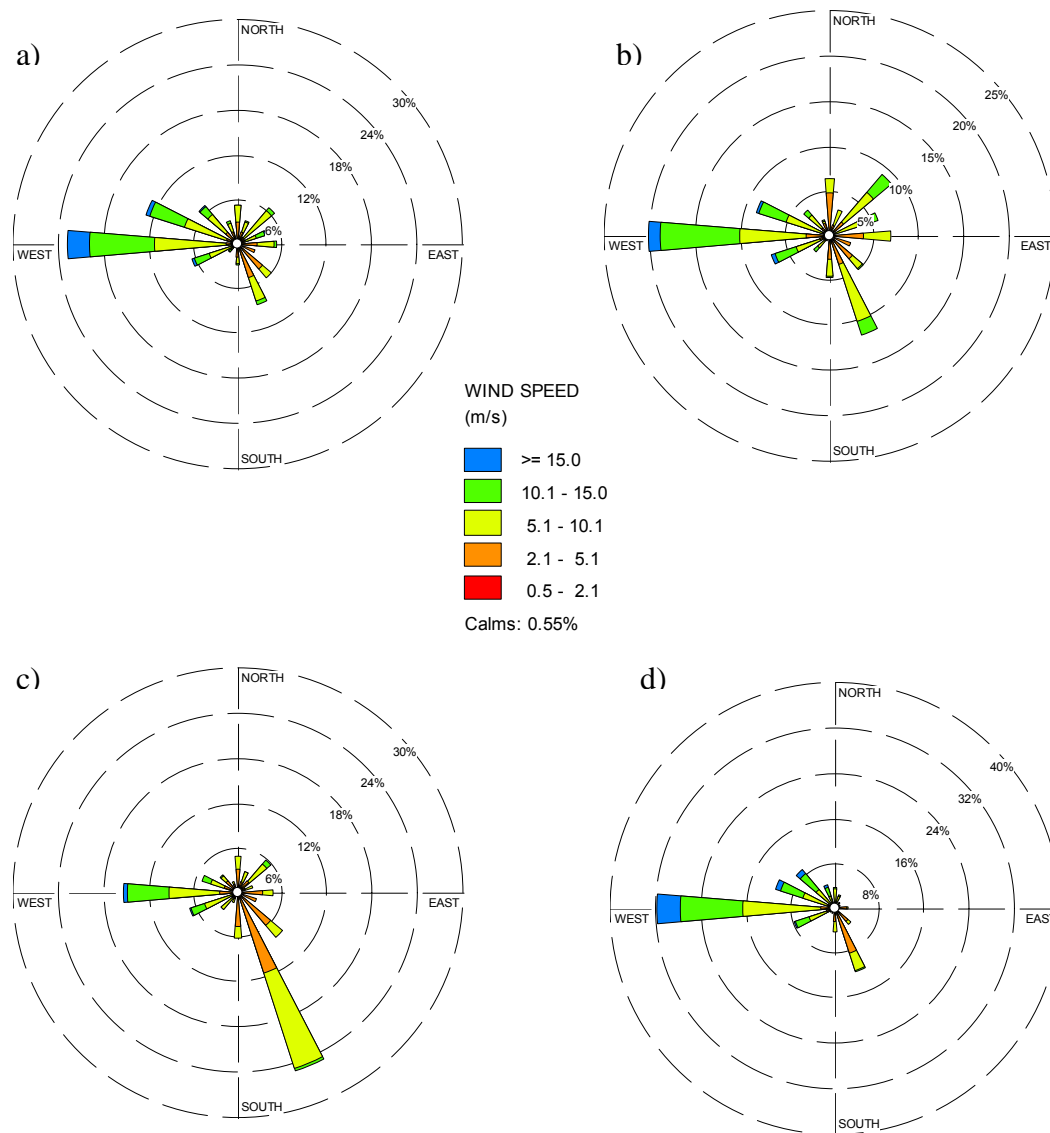 a)
NORTH
30%
24%
18%
12%
6%
WEST
EAST
SOUTH
b)
NORTH
25%
20%
15%
10%
5%
WEST
EAST
SOUTH
WIND SPEED
(m/s)
>= 15.0
10.1 - 15.0
5.1 - 10.1
2.1 - 5.1
0.5 - 2.1
Calms: 0.55%
c)
NORTH
30%
24%
18%
12%
6%
WEST
EAST
SOUTH
d)
NORTH
40%
32%
24%
16%
8%
WEST
EAST
SOUTH